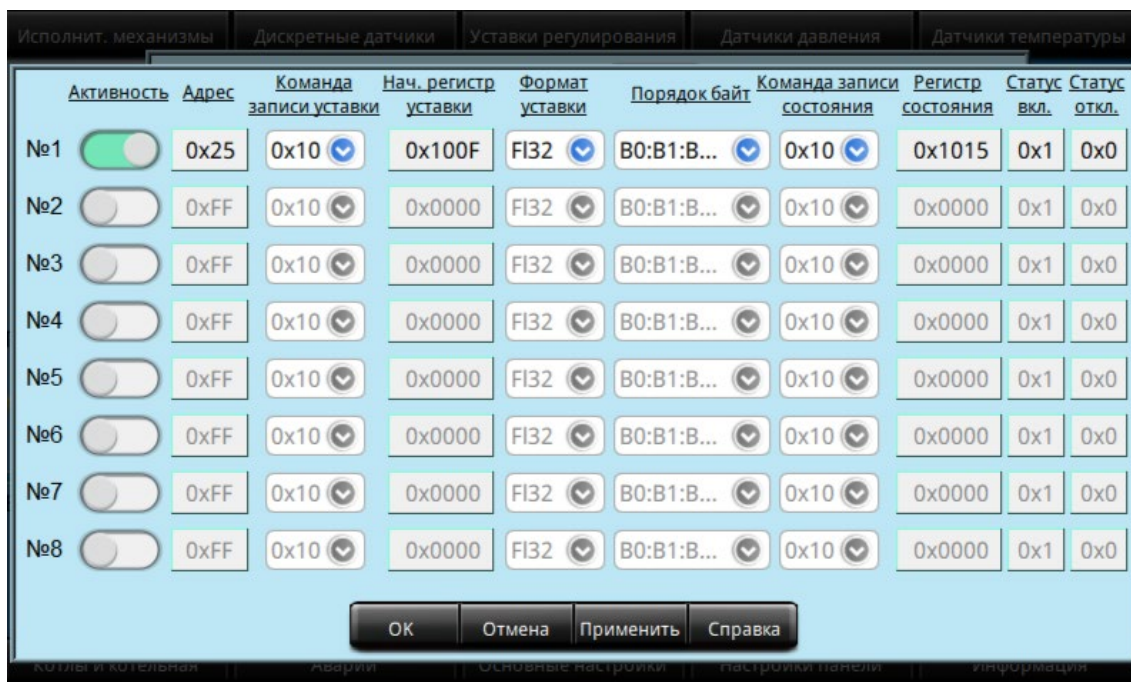 Исполнит. механизмы Дискретные датчики Уставки регулирования Датчики давления Датчики температуры
Активность Адрес Команда записи уставки Нач. регистр уставки Формат уставки Порядок байт Команда записи состояния Регистр состояния Статус вкл. Статус откл.
№1 0x25 0x10 0x100F Fl32 B0:B1:B... 0x10 0x1015 0x1 0x0
№2 0xFF 0x10 0x0000 Fl32 B0:B1:B... 0x10 0x0000 0x1 0x0
№3 0xFF 0x10 0x0000 Fl32 B0:B1:B... 0x10 0x0000 0x1 0x0
№4 0xFF 0x10 0x0000 Fl32 B0:B1:B... 0x10 0x0000 0x1 0x0
№5 0xFF 0x10 0x0000 Fl32 B0:B1:B... 0x10 0x0000 0x1 0x0
№6 0xFF 0x10 0x0000 Fl32 B0:B1:B... 0x10 0x0000 0x1 0x0
№7 0xFF 0x10 0x0000 Fl32 B0:B1:B... 0x10 0x0000 0x1 0x0
№8 0xFF 0x10 0x0000 Fl32 B0:B1:B... 0x10 0x0000 0x1 0x0
OK Отмена Применить Справка
Котлы и котельная Аварии Основные настройки Настройки панели Информация